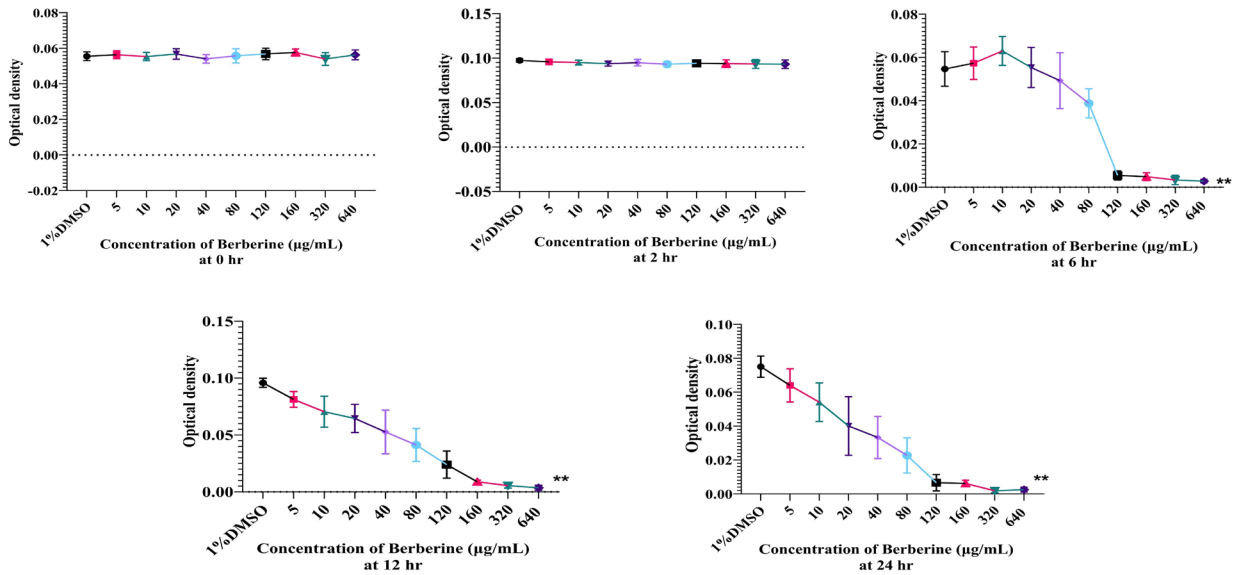 Optical density
0.08
0.06
0.04
0.02
0.00
-0.02
1%DMSO 5 10 20 40 80 120 160 320 640
Concentration of Berberine (μg/mL)
at 0 hr
Optical density
0.15
0.10
0.05
0.00
-0.05
1%DMSO 5 10 20 40 80 120 160 320 640
Concentration of Berberine (μg/mL)
at 2 hr
Optical density
0.08
0.06
0.04
0.02
0.00
**
1%DMSO 5 10 20 40 80 120 160 320 640
Concentration of Berberine (μg/mL)
at 6 hr
Optical density
0.15
0.10
0.05
0.00
**
1%DMSO 5 10 20 40 80 120 160 320 640
Concentration of Berberine (μg/mL)
at 12 hr
Optical density
0.10
0.08
0.06
0.04
0.02
0.00
**
1%DMSO 5 10 20 40 80 120 160 320 640
Concentration of Berberine (μg/mL)
at 24 hr